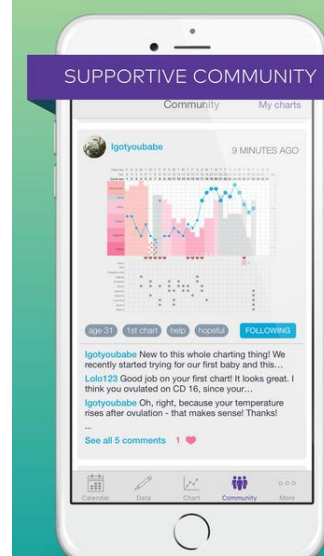 SUPPORTIVE COMMUNITY
Community
My charts
Igotyoubabe
9 MINUTES AGO
age 31
1st chart
help
hopeful
FOLLOWING
Igotyoubabe New to this whole charting thing! We
recently started trying for our first baby and this...
Lolo123 Good job on your first chart! It looks great. I
think you ovulated on CD 16, since your...
Igotyoubabe Oh, right, because your temperature
rises after ovulation - that makes sense! Thanks!
...
See all 5 comments 1
Calendar
Data
Chart
Community
More